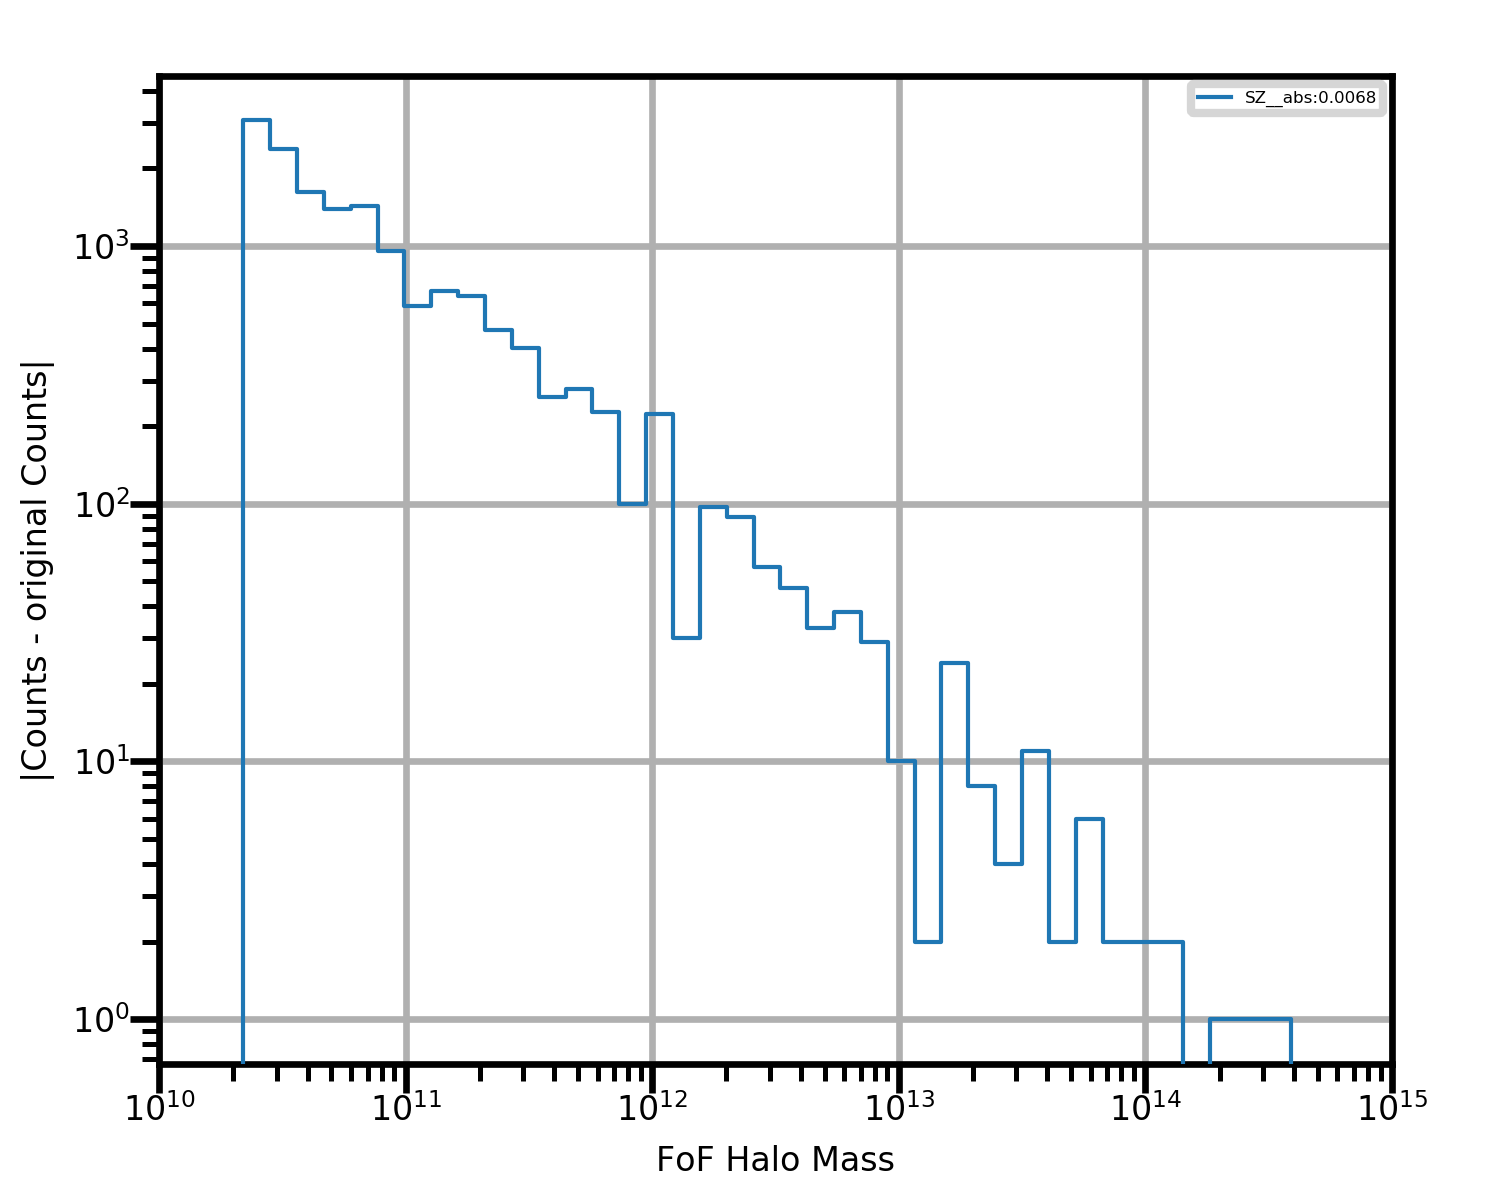 SZ__abs:0.0068
|Counts - original Counts|
10³
10²
10¹
10⁰
10¹⁰ 10¹¹ 10¹² 10¹³ 10¹⁴ 10¹⁵
FoF Halo Mass